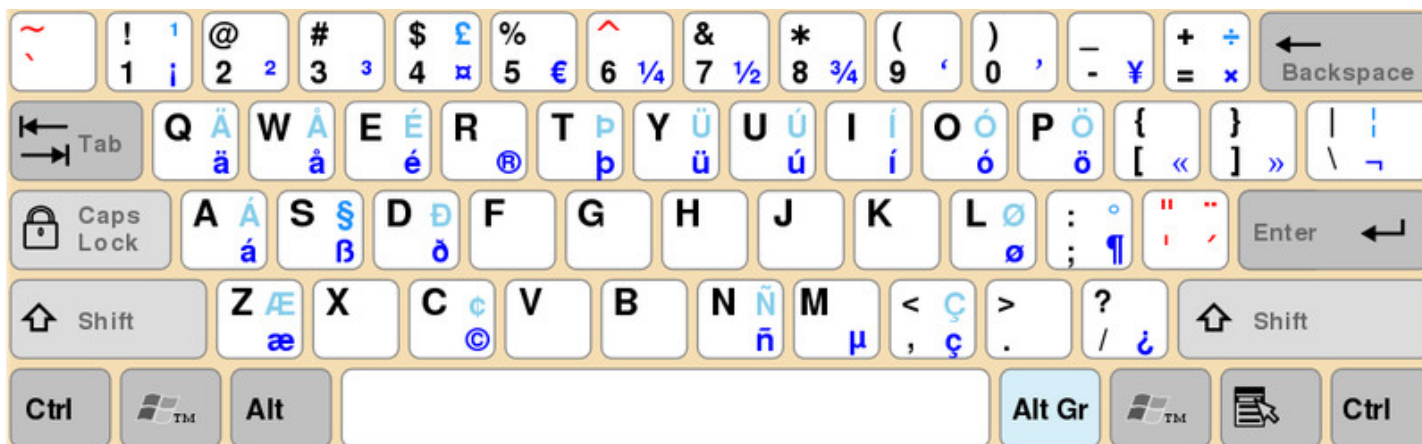 ~ ` ! ¹ 1 ¡ @ 2 ² # 3 ³ $ £ 4 ¤ % 5 € ^ 6 ¼ & 7 ½ * 8 ¾ ( 9 ‘ ) 0 ’ _ - ¥ + ÷ = × Backspace
Tab Q Ä ä W Å å E É é R ® T Þ þ Y Ü ü U Ú ú I Í í O Ó ó P Ö ö { [ « } ] » | ¦ \ ¬
Caps Lock A Á á S § ß D Ð ð F G H J K L Ø ø : ° ; ¶ " ¨ ' ´ Enter
Shift Z Æ æ X C ¢ © V B N Ñ ñ M µ < Ç , ç > . ? / ¿ Shift
Ctrl TM Alt Alt Gr TM Ctrl